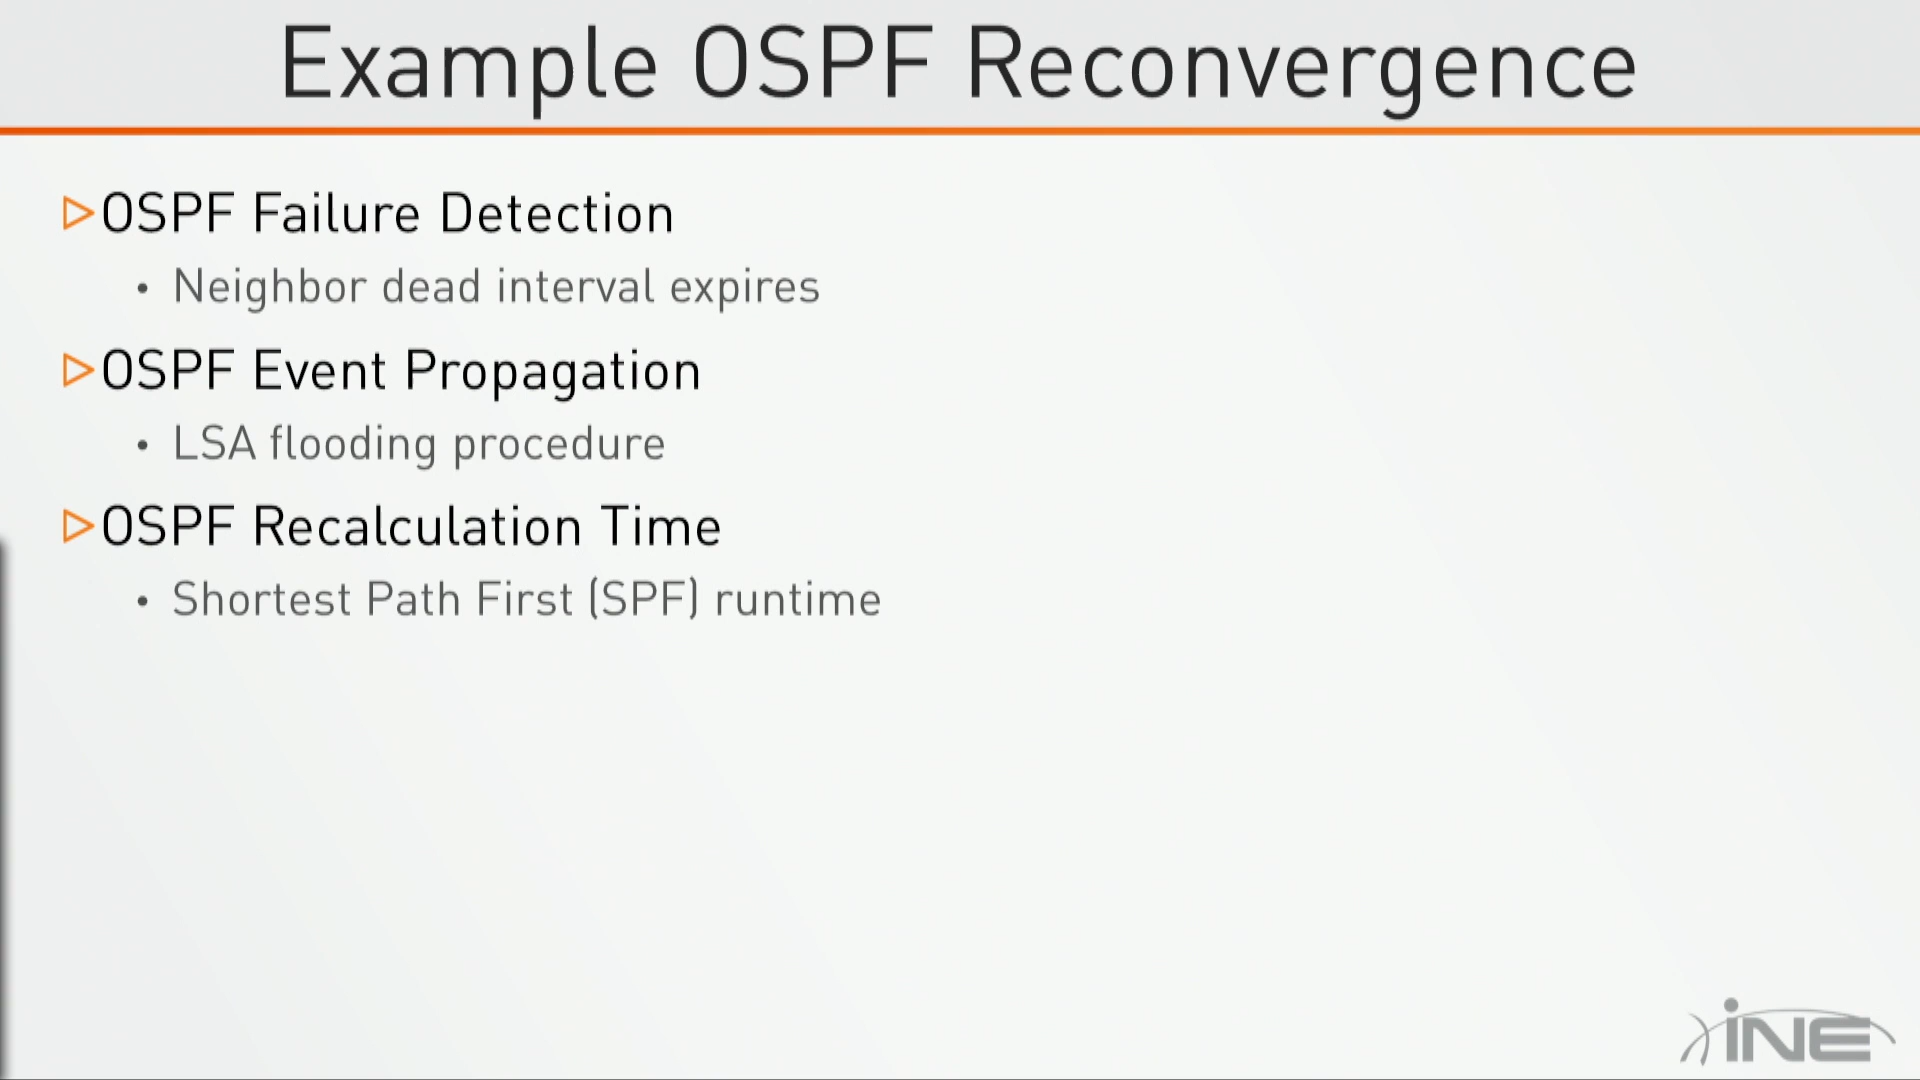 Example OSPF Reconvergence
OSPF Failure Detection
• Neighbor dead interval expires
OSPF Event Propagation
• LSA flooding procedure
OSPF Recalculation Time
• Shortest Path First (SPF) runtime
iNE